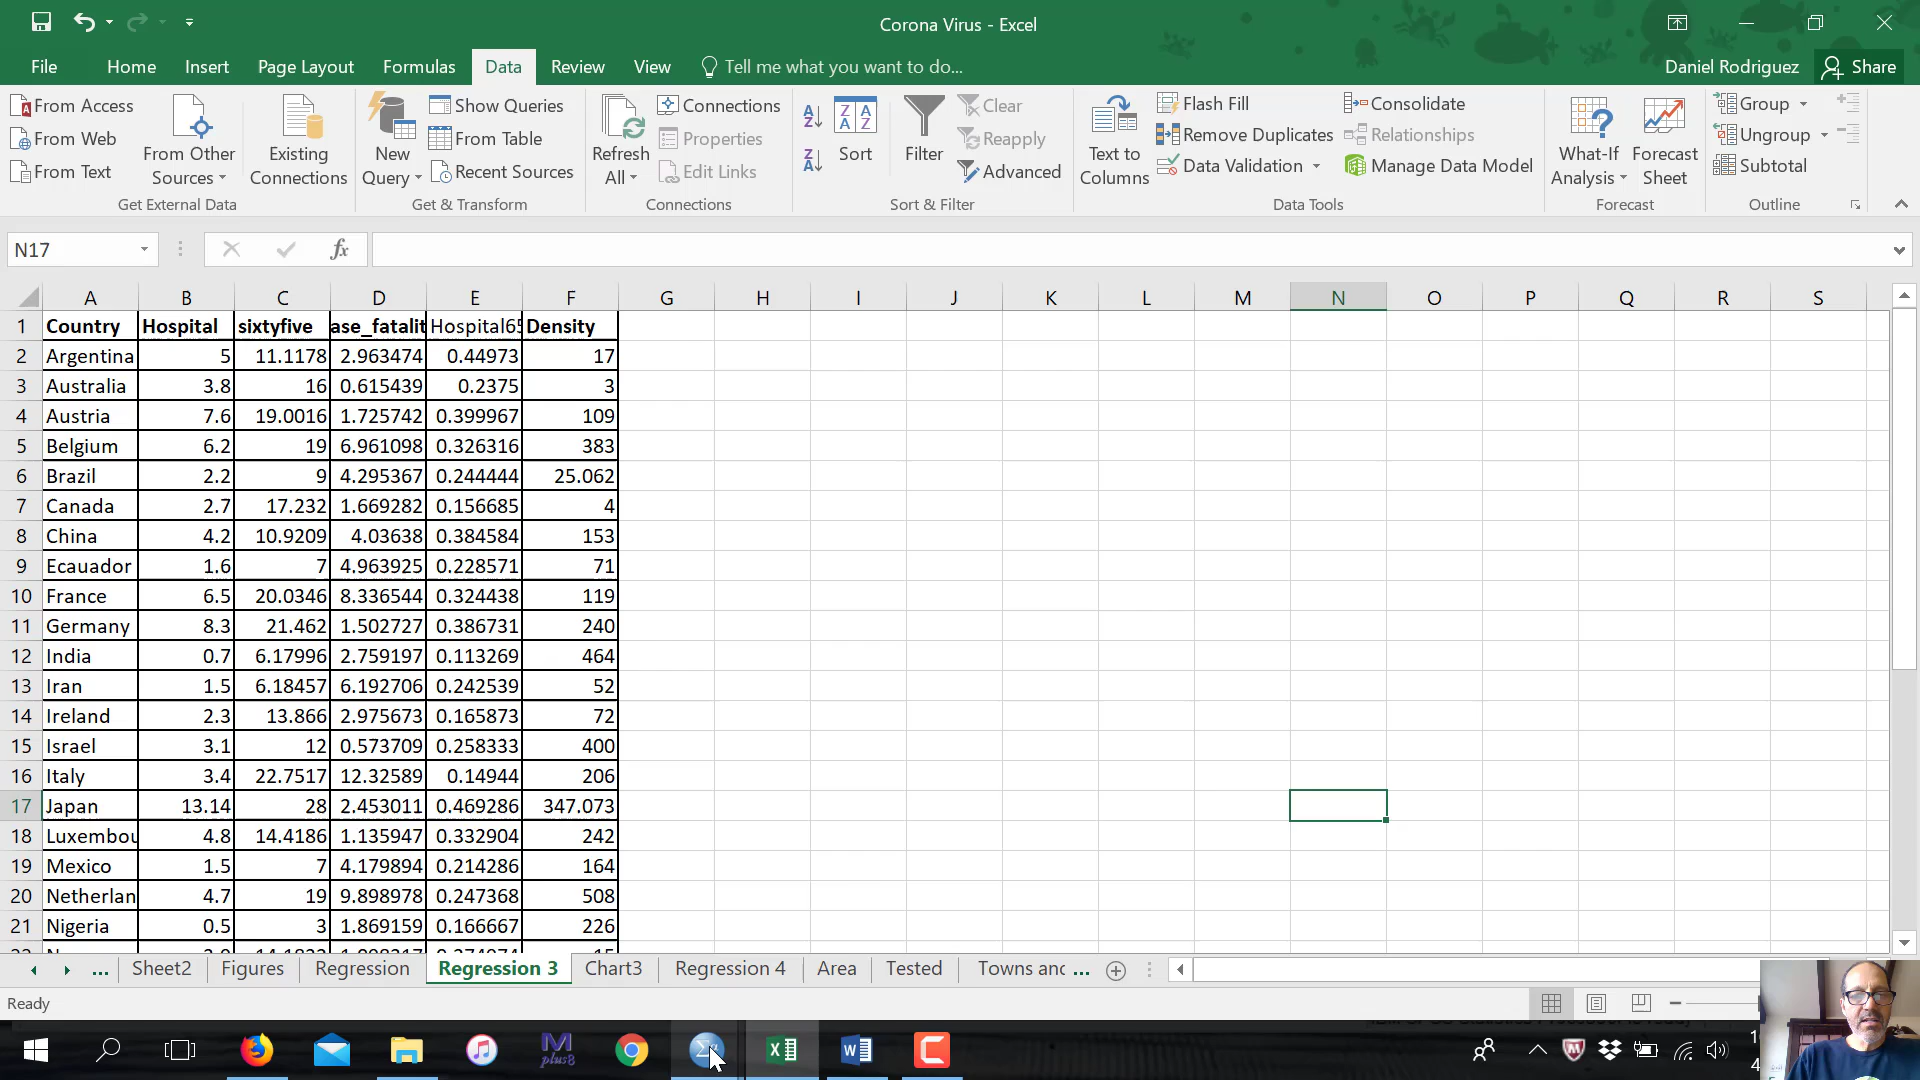 Corona Virus - Excel
File Home Insert Page Layout Formulas Data Review View Tell me what you want to do... Daniel Rodriguez Share
From Access
From Web
From Text
From Other Sources
Existing Connections
Get External Data
New Query
Show Queries
From Table
Recent Sources
Get & Transform
Refresh All
Connections
Properties
Edit Links
Connections
Sort
Filter
Clear
Reapply
Advanced
Sort & Filter
Text to Columns
Flash Fill
Remove Duplicates
Data Validation
Consolidate
Relationships
Manage Data Model
Data Tools
What-If Analysis
Forecast Sheet
Forecast
Group
Ungroup
Subtotal
Outline
N17 fx
A B C D E F G H I J K L M N O P Q R S
1 Country Hospital sixtyfive ase_fatalit Hospital65 Density
2 Argentina 5 11.1178 2.963474 0.44973 17
3 Australia 3.8 16 0.615439 0.2375 3
4 Austria 7.6 19.0016 1.725742 0.399967 109
5 Belgium 6.2 19 6.961098 0.326316 383
6 Brazil 2.2 9 4.295367 0.244444 25.062
7 Canada 2.7 17.232 1.669282 0.156685 4
8 China 4.2 10.9209 4.03638 0.384584 153
9 Ecauador 1.6 7 4.963925 0.228571 71
10 France 6.5 20.0346 8.336544 0.324438 119
11 Germany 8.3 21.462 1.502727 0.386731 240
12 India 0.7 6.17996 2.759197 0.113269 464
13 Iran 1.5 6.18457 6.192706 0.242539 52
14 Ireland 2.3 13.866 2.975673 0.165873 72
15 Israel 3.1 12 0.573709 0.258333 400
16 Italy 3.4 22.7517 12.32589 0.14944 206
17 Japan 13.14 28 2.453011 0.469286 347.073
18 Luxembou 4.8 14.4186 1.135947 0.332904 242
19 Mexico 1.5 7 4.179894 0.214286 164
20 Netherlan 4.7 19 9.898978 0.247368 508
21 Nigeria 0.5 3 1.869159 0.166667 226
... Sheet2 Figures Regression Regression 3 Chart3 Regression 4 Area Tested Towns anc ...
Ready